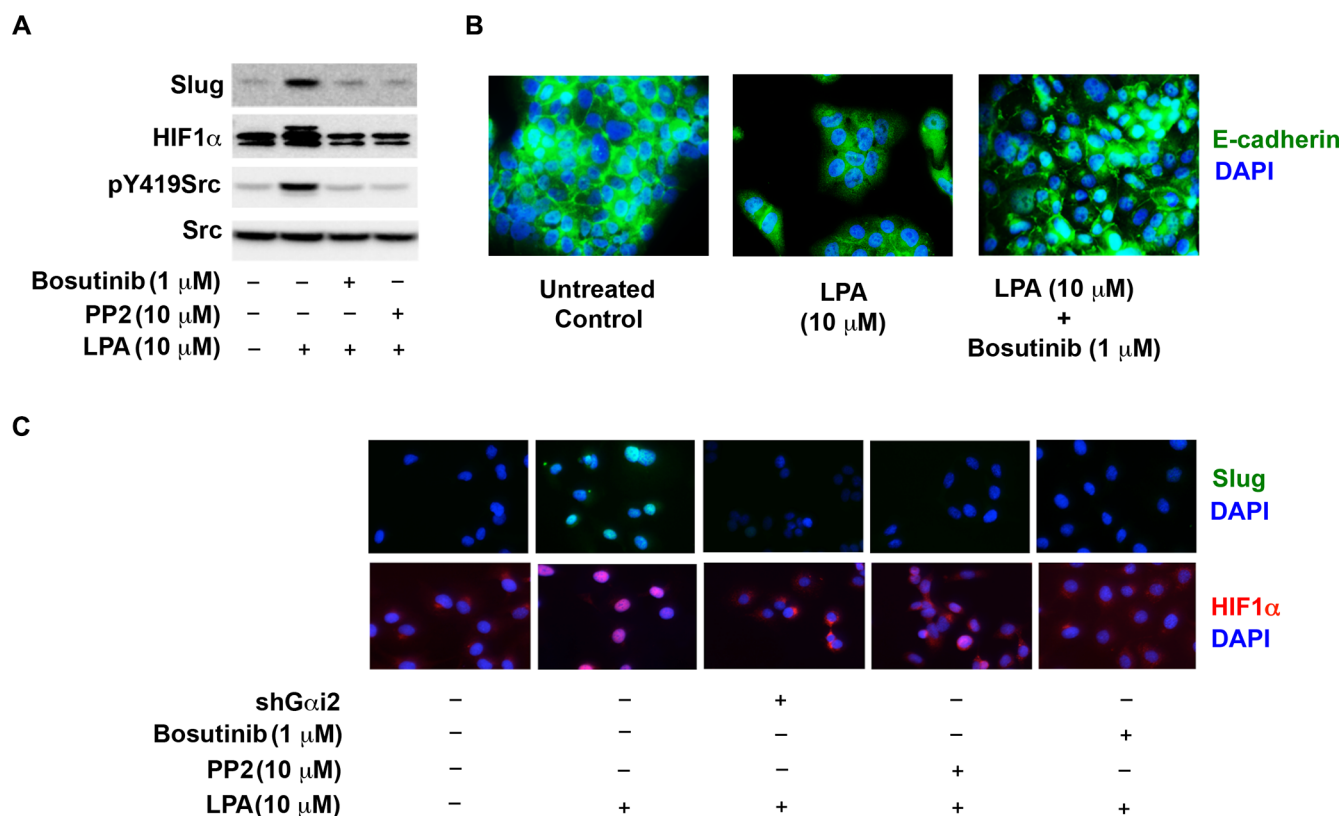 A
Slug
HIF1α
pY419Src
Src
Bosutinib (1 μM) – – + –
PP2 (10 μM) – – – +
LPA (10 μM) – + + +
B
E-cadherin
DAPI
Untreated
Control
LPA
(10 μM)
LPA (10 μM)
+
Bosutinib (1 μM)
C
Slug
DAPI
HIF1α
DAPI
shGαi2 – – + – –
Bosutinib (1 μM) – – – – +
PP2 (10 μM) – – – + –
LPA(10 μM) – + + + +